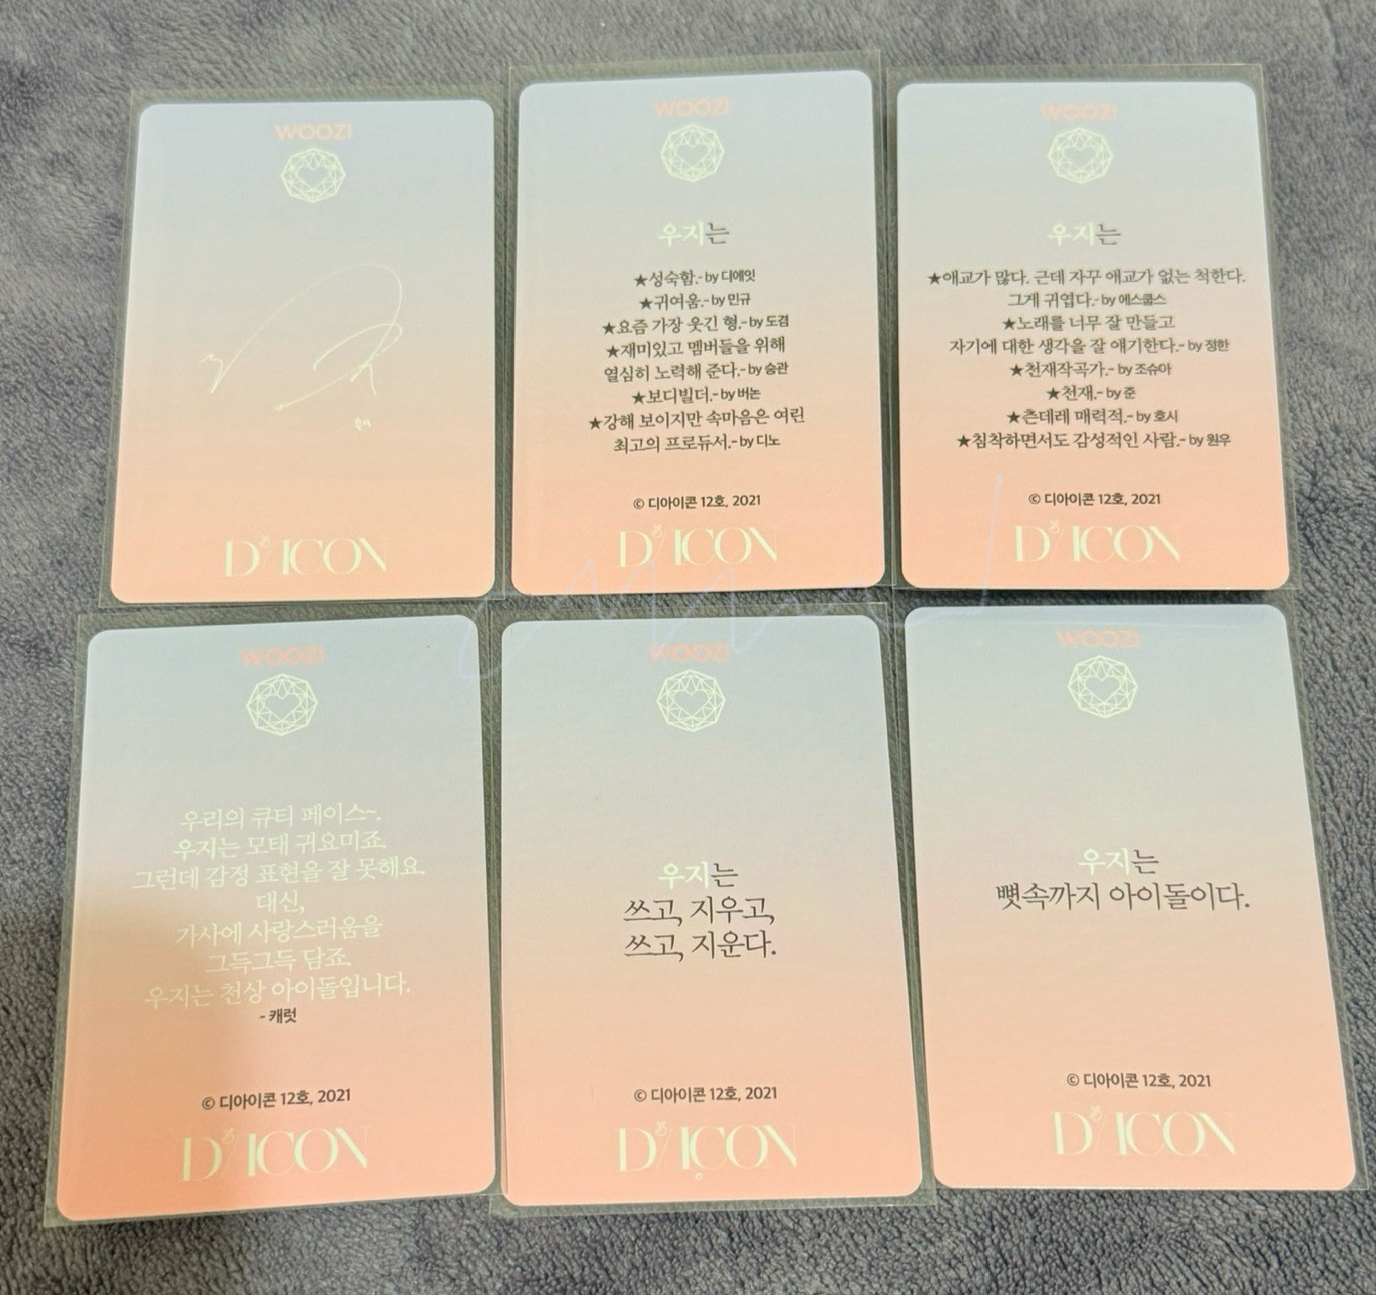 WOOZI
우지
D/ICON
WOOZI
우지는
★성숙함.- by 디에잇
★귀여움.- by 민규
★요즘 가장 웃긴 형.- by 도겸
★재미있고 멤버들을 위해
열심히 노력해 준다.- by 승관
★보디빌더.- by 버논
★강해 보이지만 속마음은 여린
최고의 프로듀서.- by 디노
© 디아이콘 12호, 2021
D/ICON
WOOZI
우지는
★애교가 많다. 근데 자꾸 애교가 없는 척한다.
그게 귀엽다.- by 에스쿱스
★노래를 너무 잘 만들고
자기에 대한 생각을 잘 얘기한다.- by 정한
★천재작곡가.- by 조슈아
★천재.- by 준
★츤데레 매력적.- by 호시
★침착하면서도 감성적인 사람.- by 원우
© 디아이콘 12호, 2021
D/ICON
WOOZI
우리의 큐티 페이스~.
우지는 모태 귀요미죠.
그런데 감정 표현을 잘 못해요.
대신,
가사에 사랑스러움을
그득그득 담죠.
우지는 천상 아이돌입니다.
- 캐럿
© 디아이콘 12호, 2021
D/ICON
WOOZI
우지는
쓰고, 지우고,
쓰고, 지운다.
© 디아이콘 12호, 2021
D/ICON
WOOZI
우지는
뼛속까지 아이돌이다.
© 디아이콘 12호, 2021
D/ICON